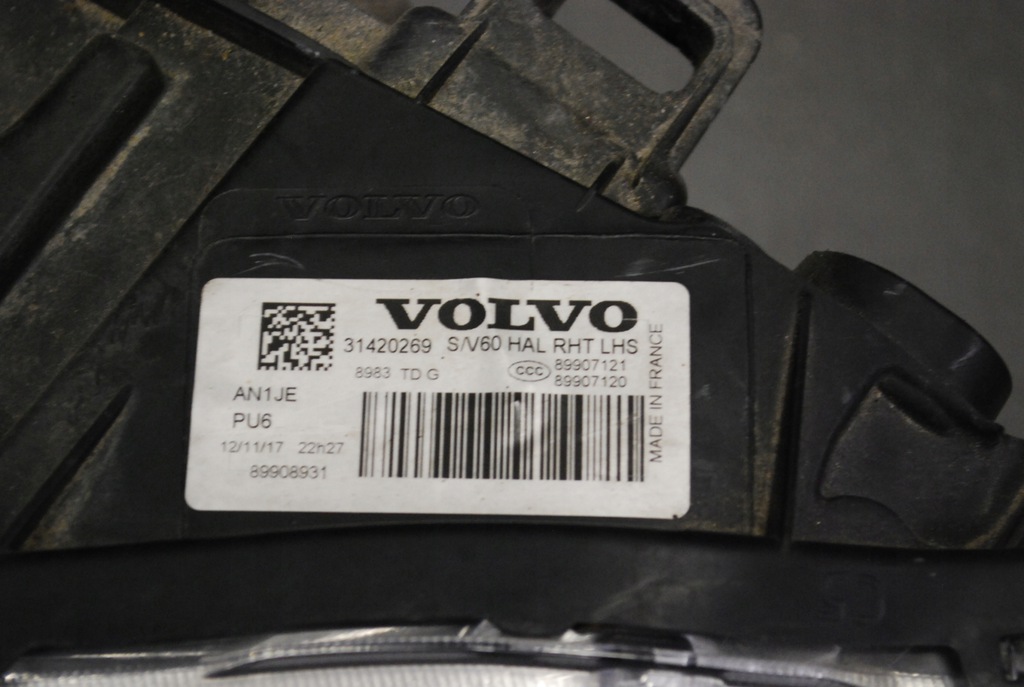 VOLVO
VOLVO
31420269 S/V60 HAL RHT LHS
8983 TD G CCC 89907121
89907120
AN1JE
PU6
12/11/17 22h27
89908931
MADE IN FRANCE